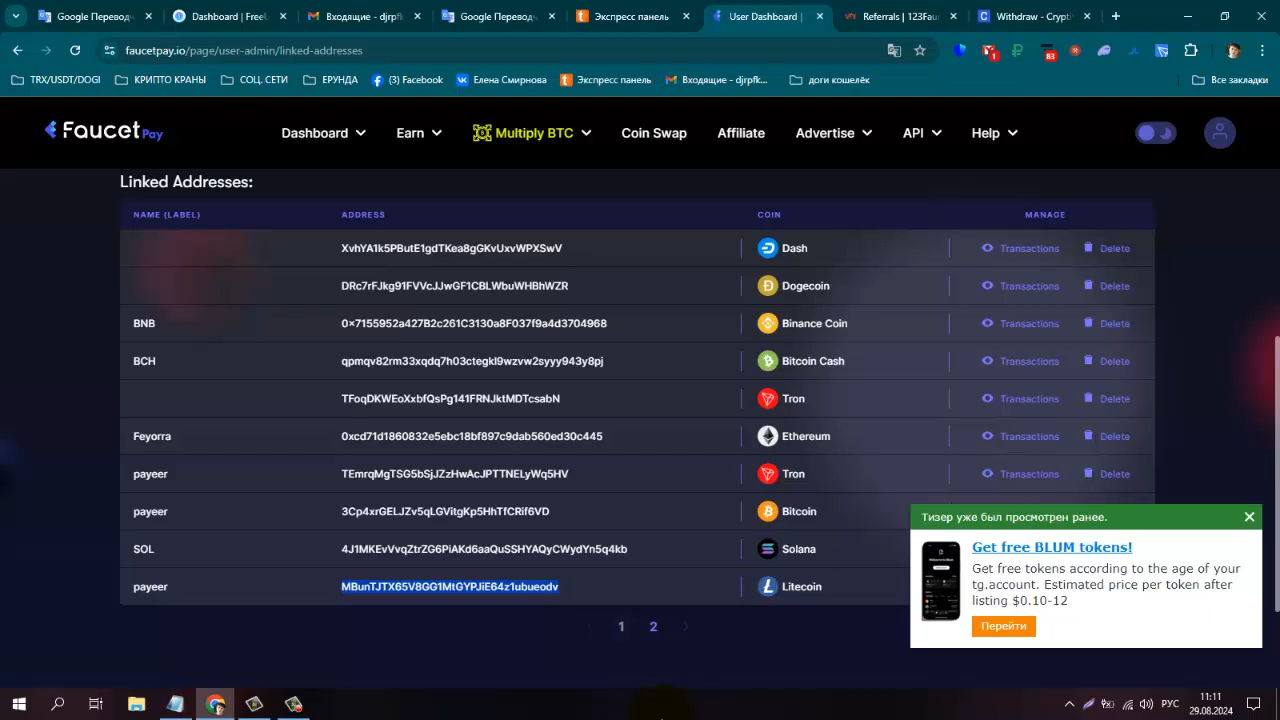 Google Переводч
Dashboard | FreeL
Входящие - djrpf
Google Переводч
Экспресс панель
User Dashboard |
Referrals | 123Fau
Withdraw - Crypt
faucetpay.io/page/user-admin/linked-addresses
1
83
TRX/USDT/DOGI
КРИПТО КРАНЫ
СОЦ. СЕТИ
ЕРУНДА
(3) Facebook
Елена Смирнова
Экспресс панель
Входящие - djrpfk...
доги кошелёк
Все закладки
FaucetPay
Dashboard
Earn
Multiply BTC
Coin Swap
Affiliate
Advertise
API
Help
Linked Addresses:
NAME (LABEL) ADDRESS COIN MANAGE
XvhYA1k5PButE1gdTKea8gGKvUxvWPXSwV Dash Transactions Delete
DRc7rFJkg91FVVcJJwGF1CBLWbuWHBhWZR Dogecoin Transactions Delete
BNB 0x7155952a427B2c261C3130a8F037f9a4d3704968 Binance Coin Transactions Delete
BCH qpmqv82rm33xqdq7h03ctegkl9wzvw2syyy943y8pj Bitcoin Cash Transactions Delete
TFoqDKWEoXxbfQsPg141FRNJktMDTcsabN Tron Transactions Delete
Feyorra 0xcd71d1860832e5ebc18bf897c9dab560ed30c445 Ethereum Transactions Delete
payeer TEmrqMgTSG5bSjJZzHwAcJPTTNELyWq5HV Tron Transactions Delete
payeer 3Cp4xrGELJZv5qLGVitgKp5HhTfCRif6VD Bitcoin
SOL 4J1MKEvVvqZtrZG6PiAKd6aaQuSSHYAQyCWydYn5q4kb Solana
payeer MBunTJTX65V8GG1MtGYPJiE64z1ubueodv Litecoin
1 2
Тизер уже был просмотрен ранее.
Get free BLUM tokens!
Get free tokens according to the age of your
tg.account. Estimated price per token after
listing $0.10-12
Перейти
РУС
11:11
29.08.2024